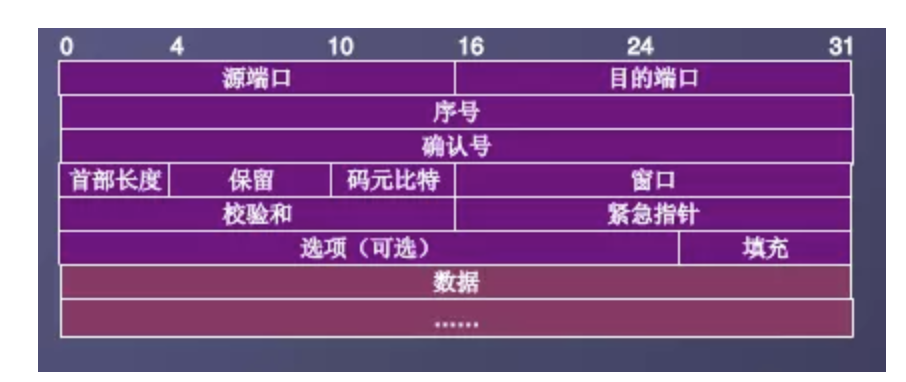 0 4 10 16 24 31
源端口 目的端口
序号
确认号
首部长度 保留 码元比特 窗口
校验和 紧急指针
选项（可选） 填充
数据
……